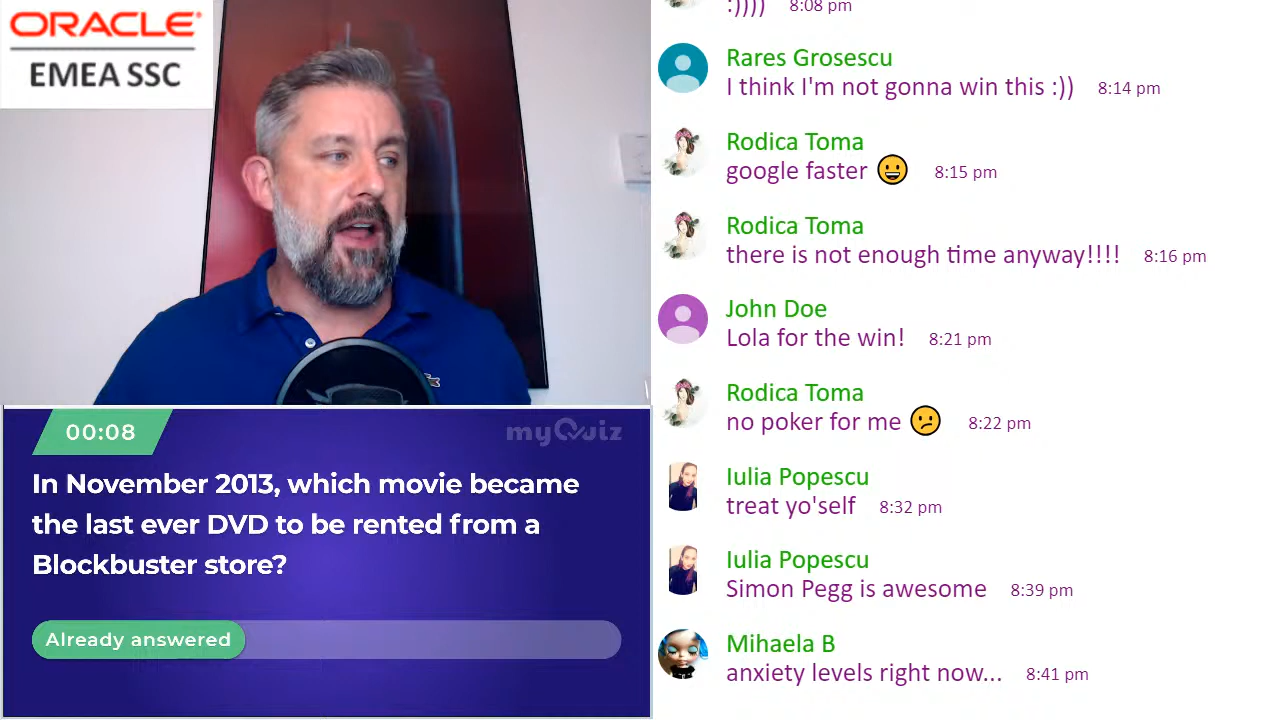 ORACLE
EMEA SSC
00:08
myQuiz
In November 2013, which movie became
the last ever DVD to be rented from a
Blockbuster store?
Already answered
:)))) 8:08 pm
Rares Grosescu
I think I'm not gonna win this :)) 8:14 pm
Rodica Toma
google faster 😀 8:15 pm
Rodica Toma
there is not enough time anyway!!!! 8:16 pm
John Doe
Lola for the win! 8:21 pm
Rodica Toma
no poker for me 😕 8:22 pm
Iulia Popescu
treat yo'self 8:32 pm
Iulia Popescu
Simon Pegg is awesome 8:39 pm
Mihaela B
anxiety levels right now... 8:41 pm